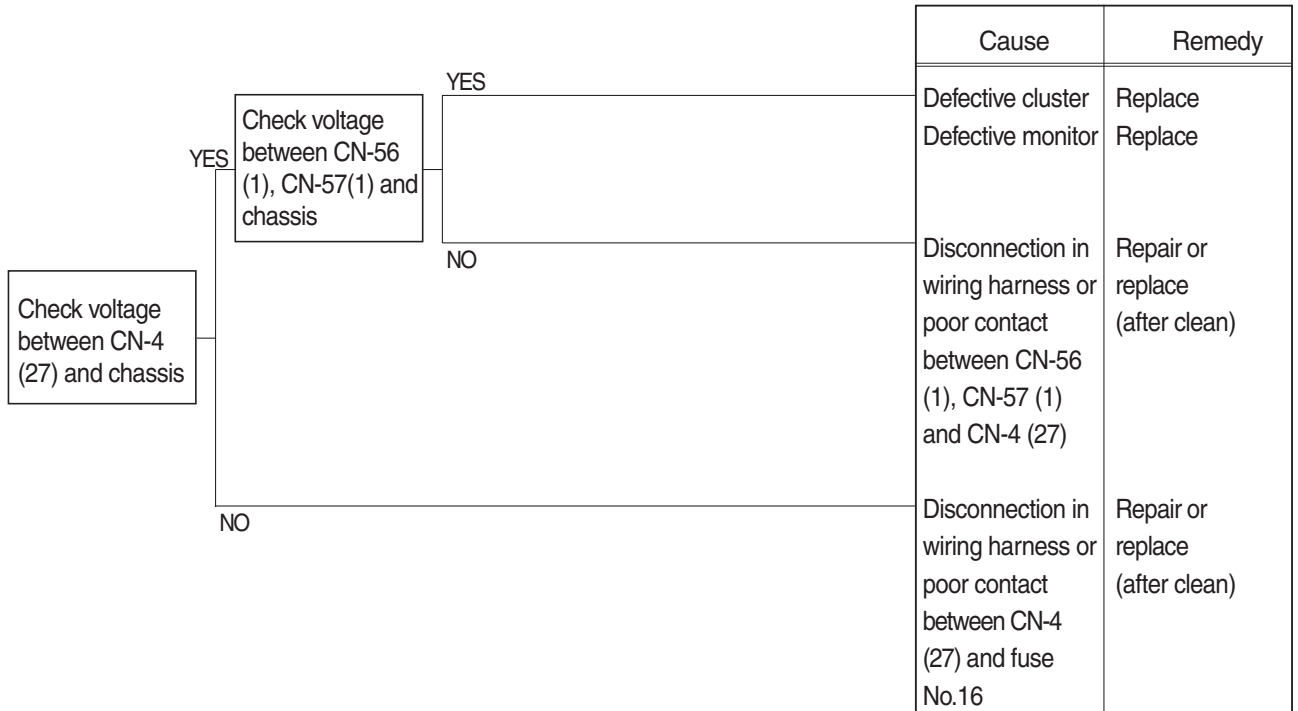 Cause
Remedy
YES
Defective cluster
Replace
Defective monitor
Replace
Check voltage
between CN-56
(1), CN-57(1) and
chassis
YES
NO
Disconnection in
wiring harness or
poor contact
between CN-56
(1), CN-57 (1)
and CN-4 (27)
Repair or
replace
(after clean)
Check voltage
between CN-4
(27) and chassis
NO
Disconnection in
wiring harness or
poor contact
between CN-4
(27) and fuse
No.16
Repair or
replace
(after clean)